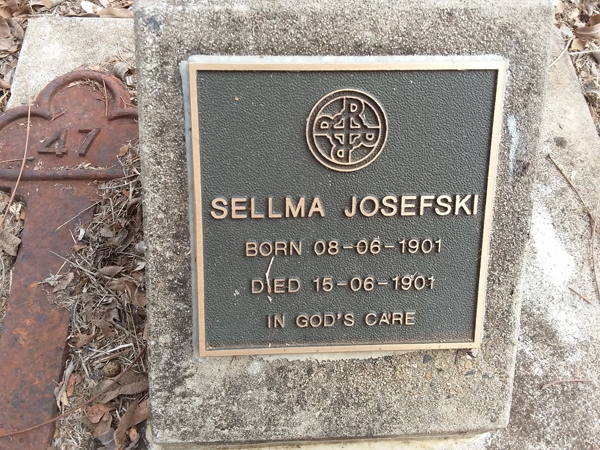 47
SELLMA JOSEFSKI
BORN 08-06-1901
DIED 15-06-1901
IN GOD'S CARE